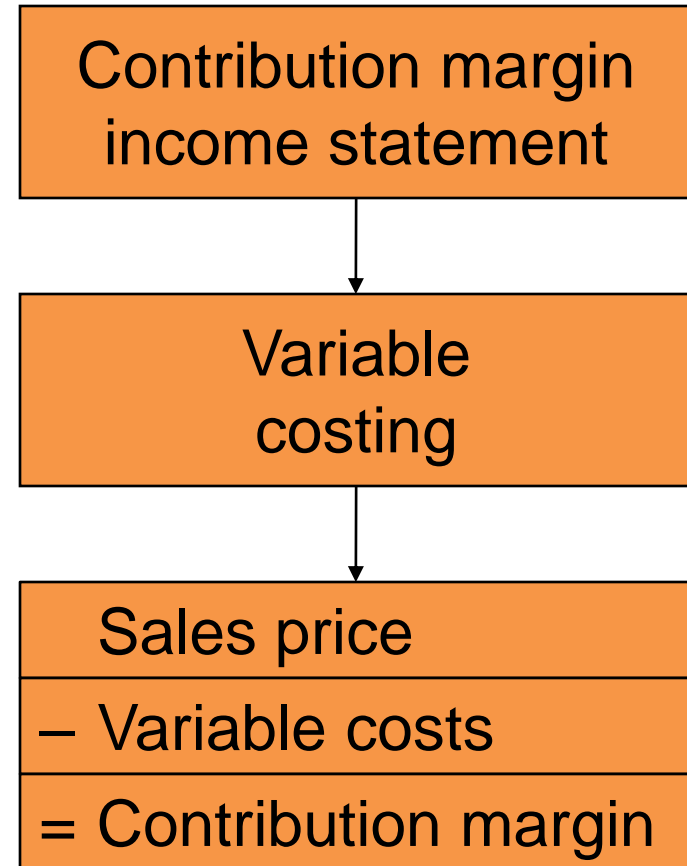 Contribution margin
income statement
Variable
costing
Sales price
– Variable costs
= Contribution margin